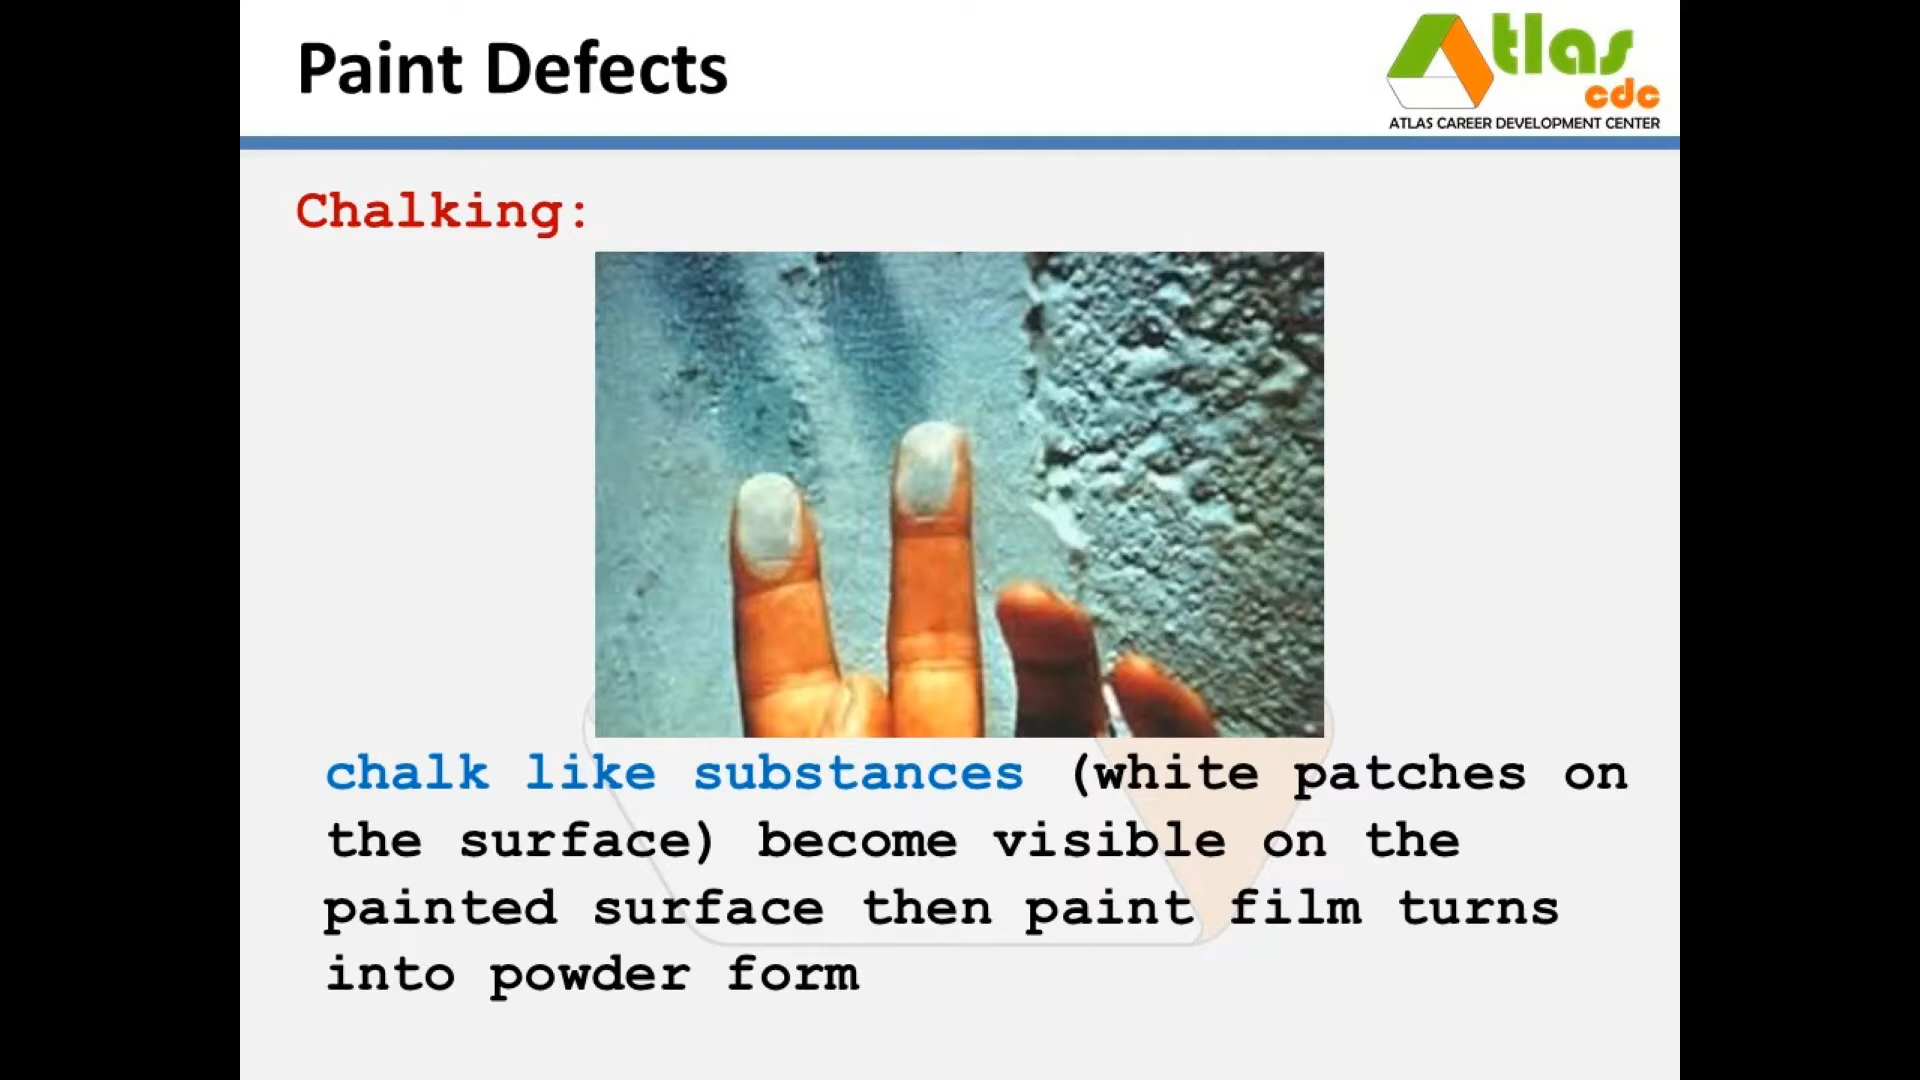 Paint Defects
Atlas
cdc
ATLAS CAREER DEVELOPMENT CENTER
Chalking:
chalk like substances (white patches on
the surface) become visible on the
painted surface then paint film turns
into powder form